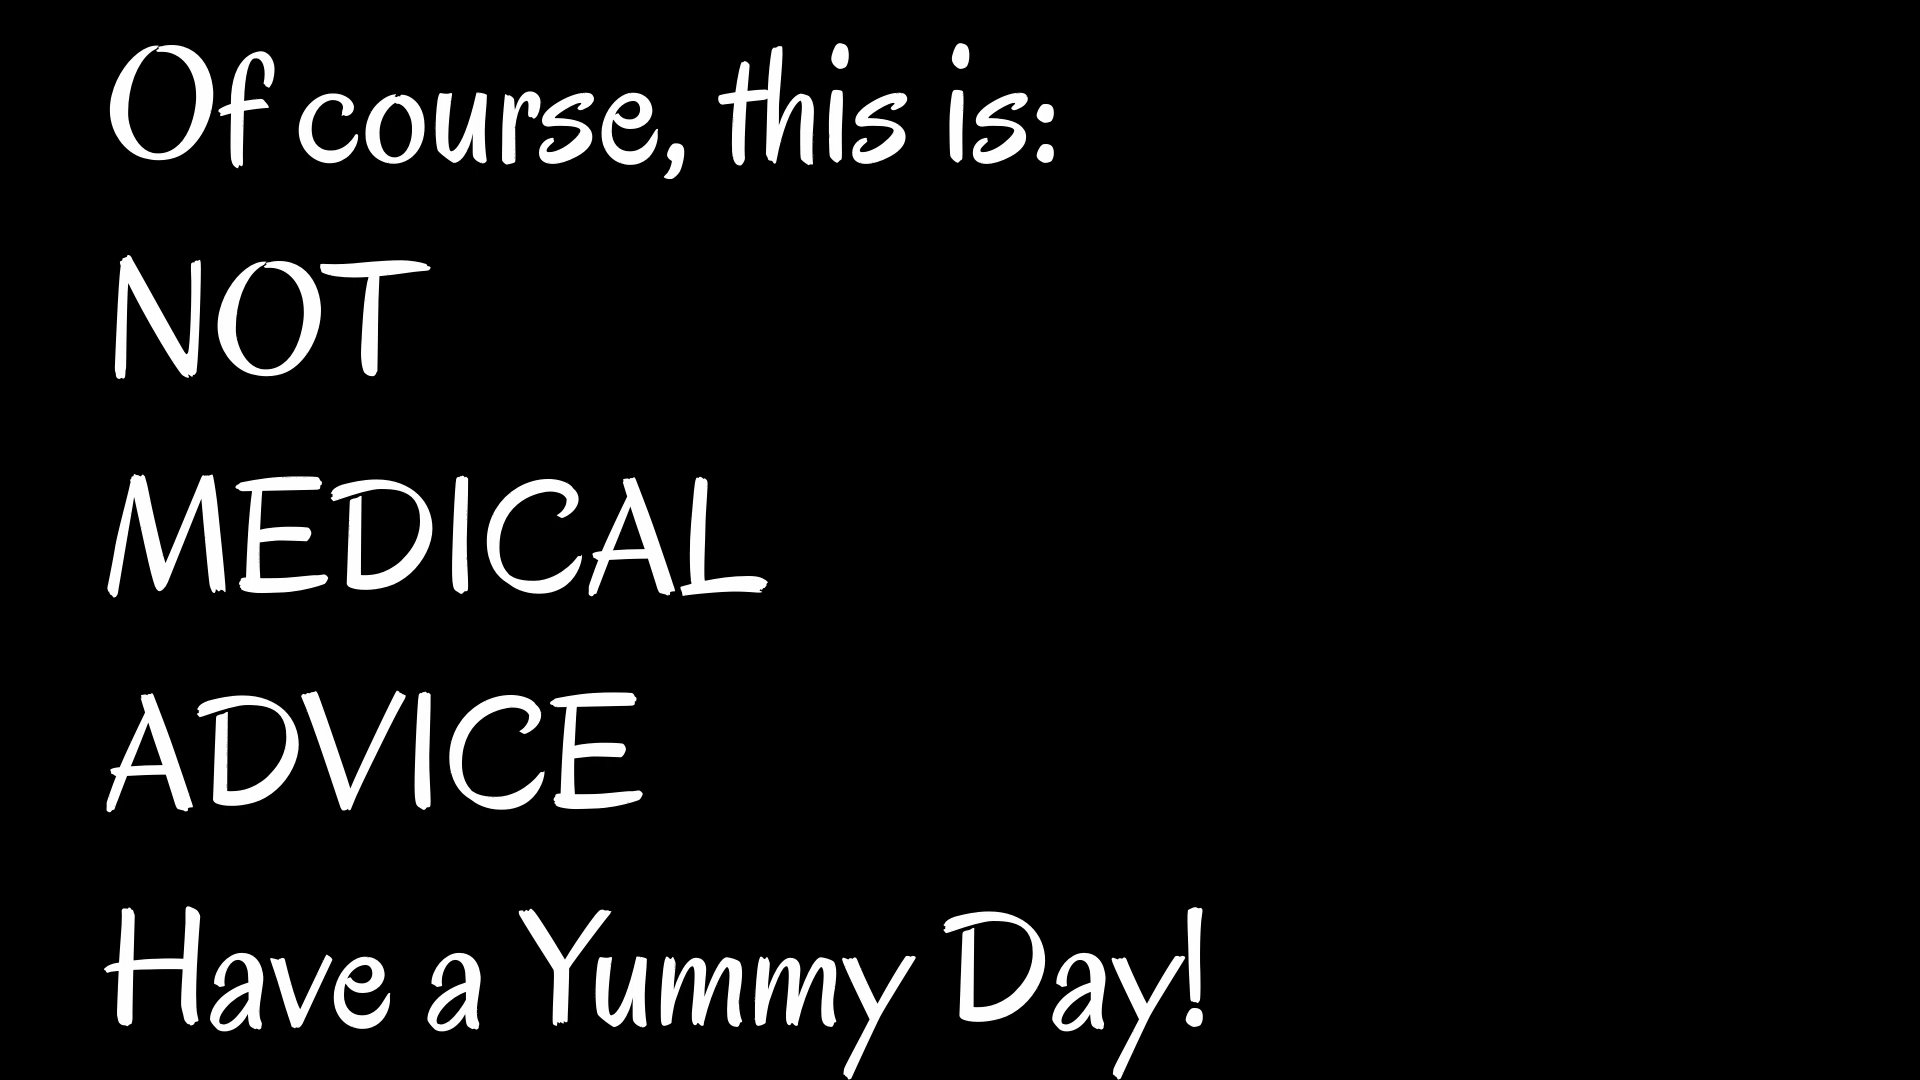 Of course, this is:
NOT
MEDICAL
ADVICE
Have a Yummy Day!